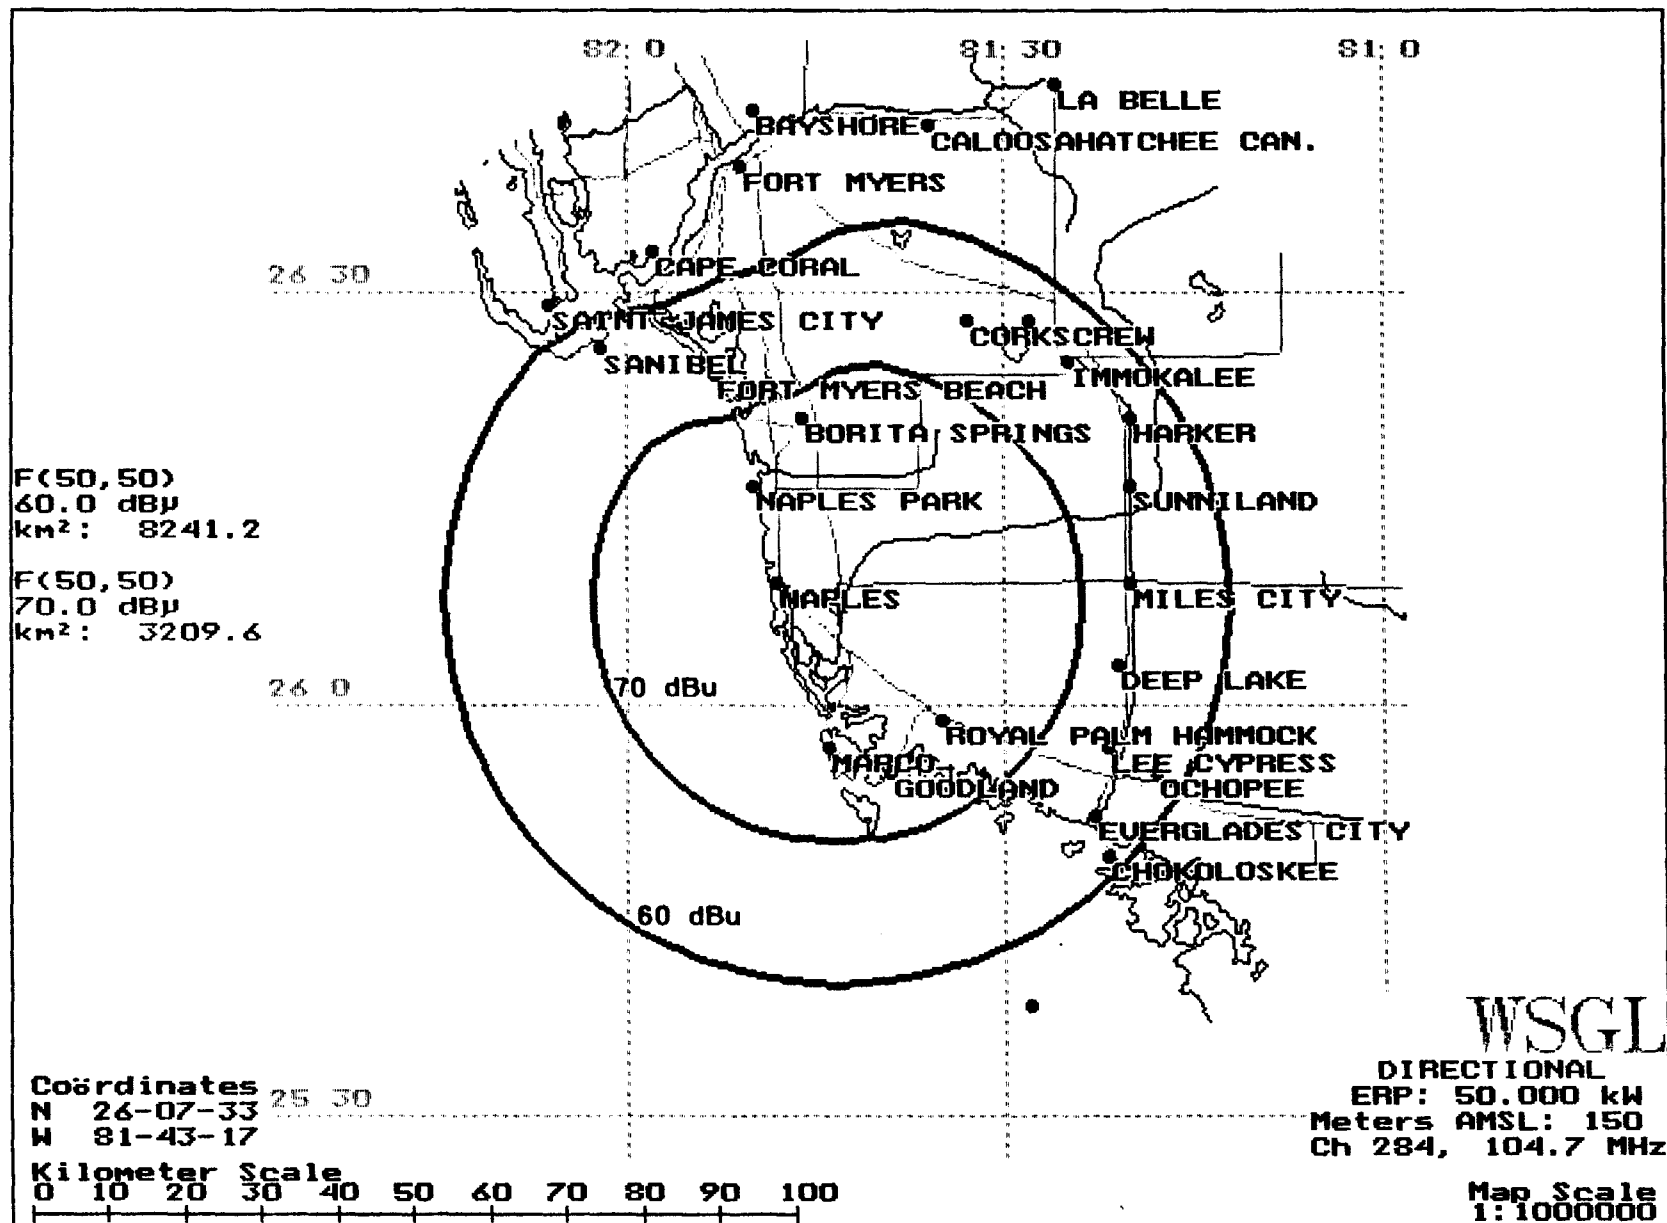 82 0
81 30
81 0
LA BELLE
BAYSHORE
CALOOSAHATCHEE CAN.
FORT MYERS
CAPE CORAL
26 30
SAINT JAMES CITY
CORKSCREW
SANIBEL
IMMOKALEE
FORT MYERS BEACH
BORITA SPRINGS
HARKER
F(50,50)
60.0 dBµ
km²: 8241.2
NAPLES PARK
SUNNILAND
F(50,50)
70.0 dBµ
km²: 3209.6
NAPLES
MILES CITY
26 0
70 dBu
DEEP LAKE
ROYAL PALM HAMMOCK
MARCO
LEE CYPRESS
GOODLAND
OCHOPEE
EVERGLADES CITY
CHOKOLOSKEE
60 dBu
WSGL
DIRECTIONAL
ERP: 50.000 kW
Meters AMSL: 150
Ch 284, 104.7 MHz
Coördinates
N 26-07-33
W 81-43-17
25 30
Kilometer Scale
0 10 20 30 40 50 60 70 80 90 100
Map Scale
1:1000000